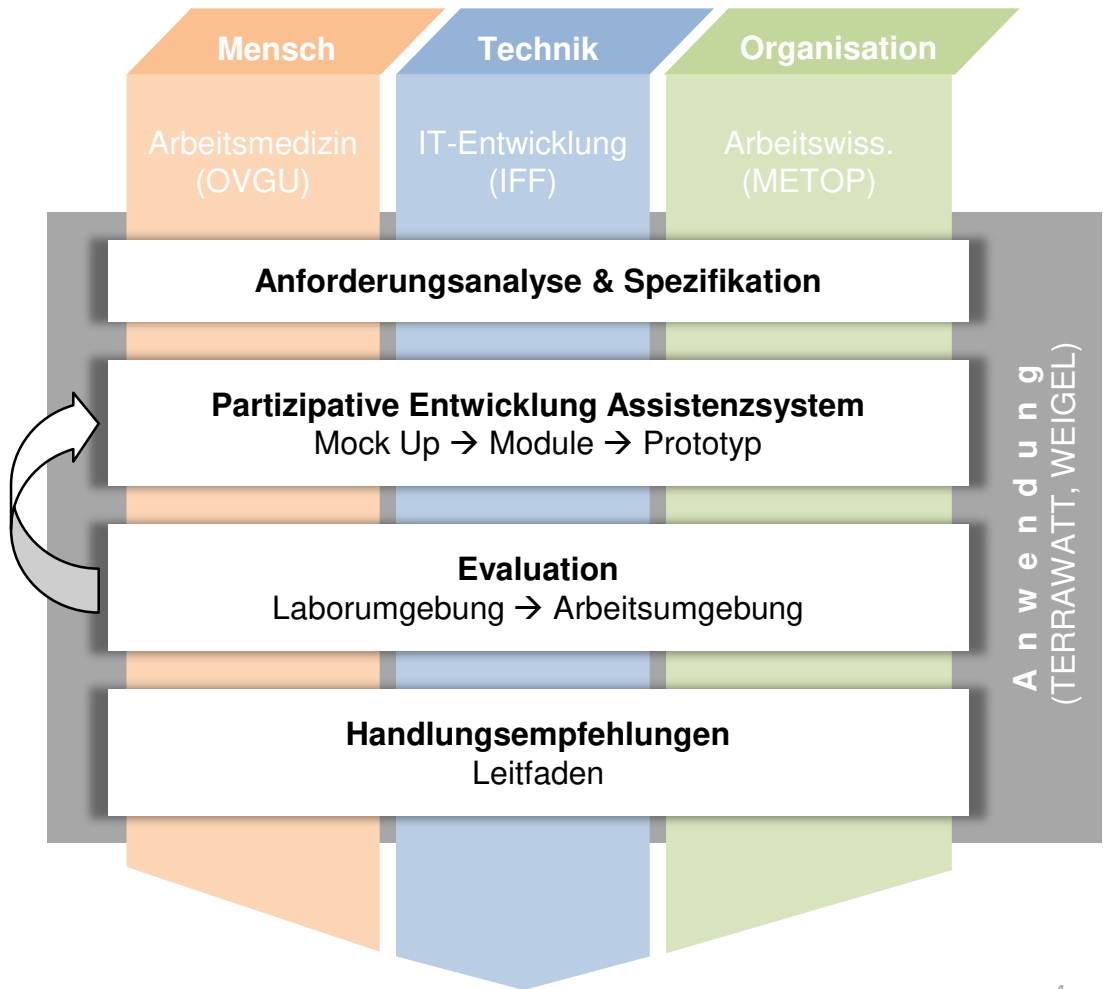 Mensch
Technik
Organisation
Arbeitsmedizin
(OVGU)
IT-Entwicklung
(IFF)
Arbeitswiss.
(METOP)
Anforderungsanalyse & Spezifikation
Partizipative Entwicklung Assistenzsystem
Mock Up → Module → Prototyp
Evaluation
Laborumgebung → Arbeitsumgebung
Handlungsempfehlungen
Leitfaden
Anwendung
(TERRAWATT, WEIGEL)